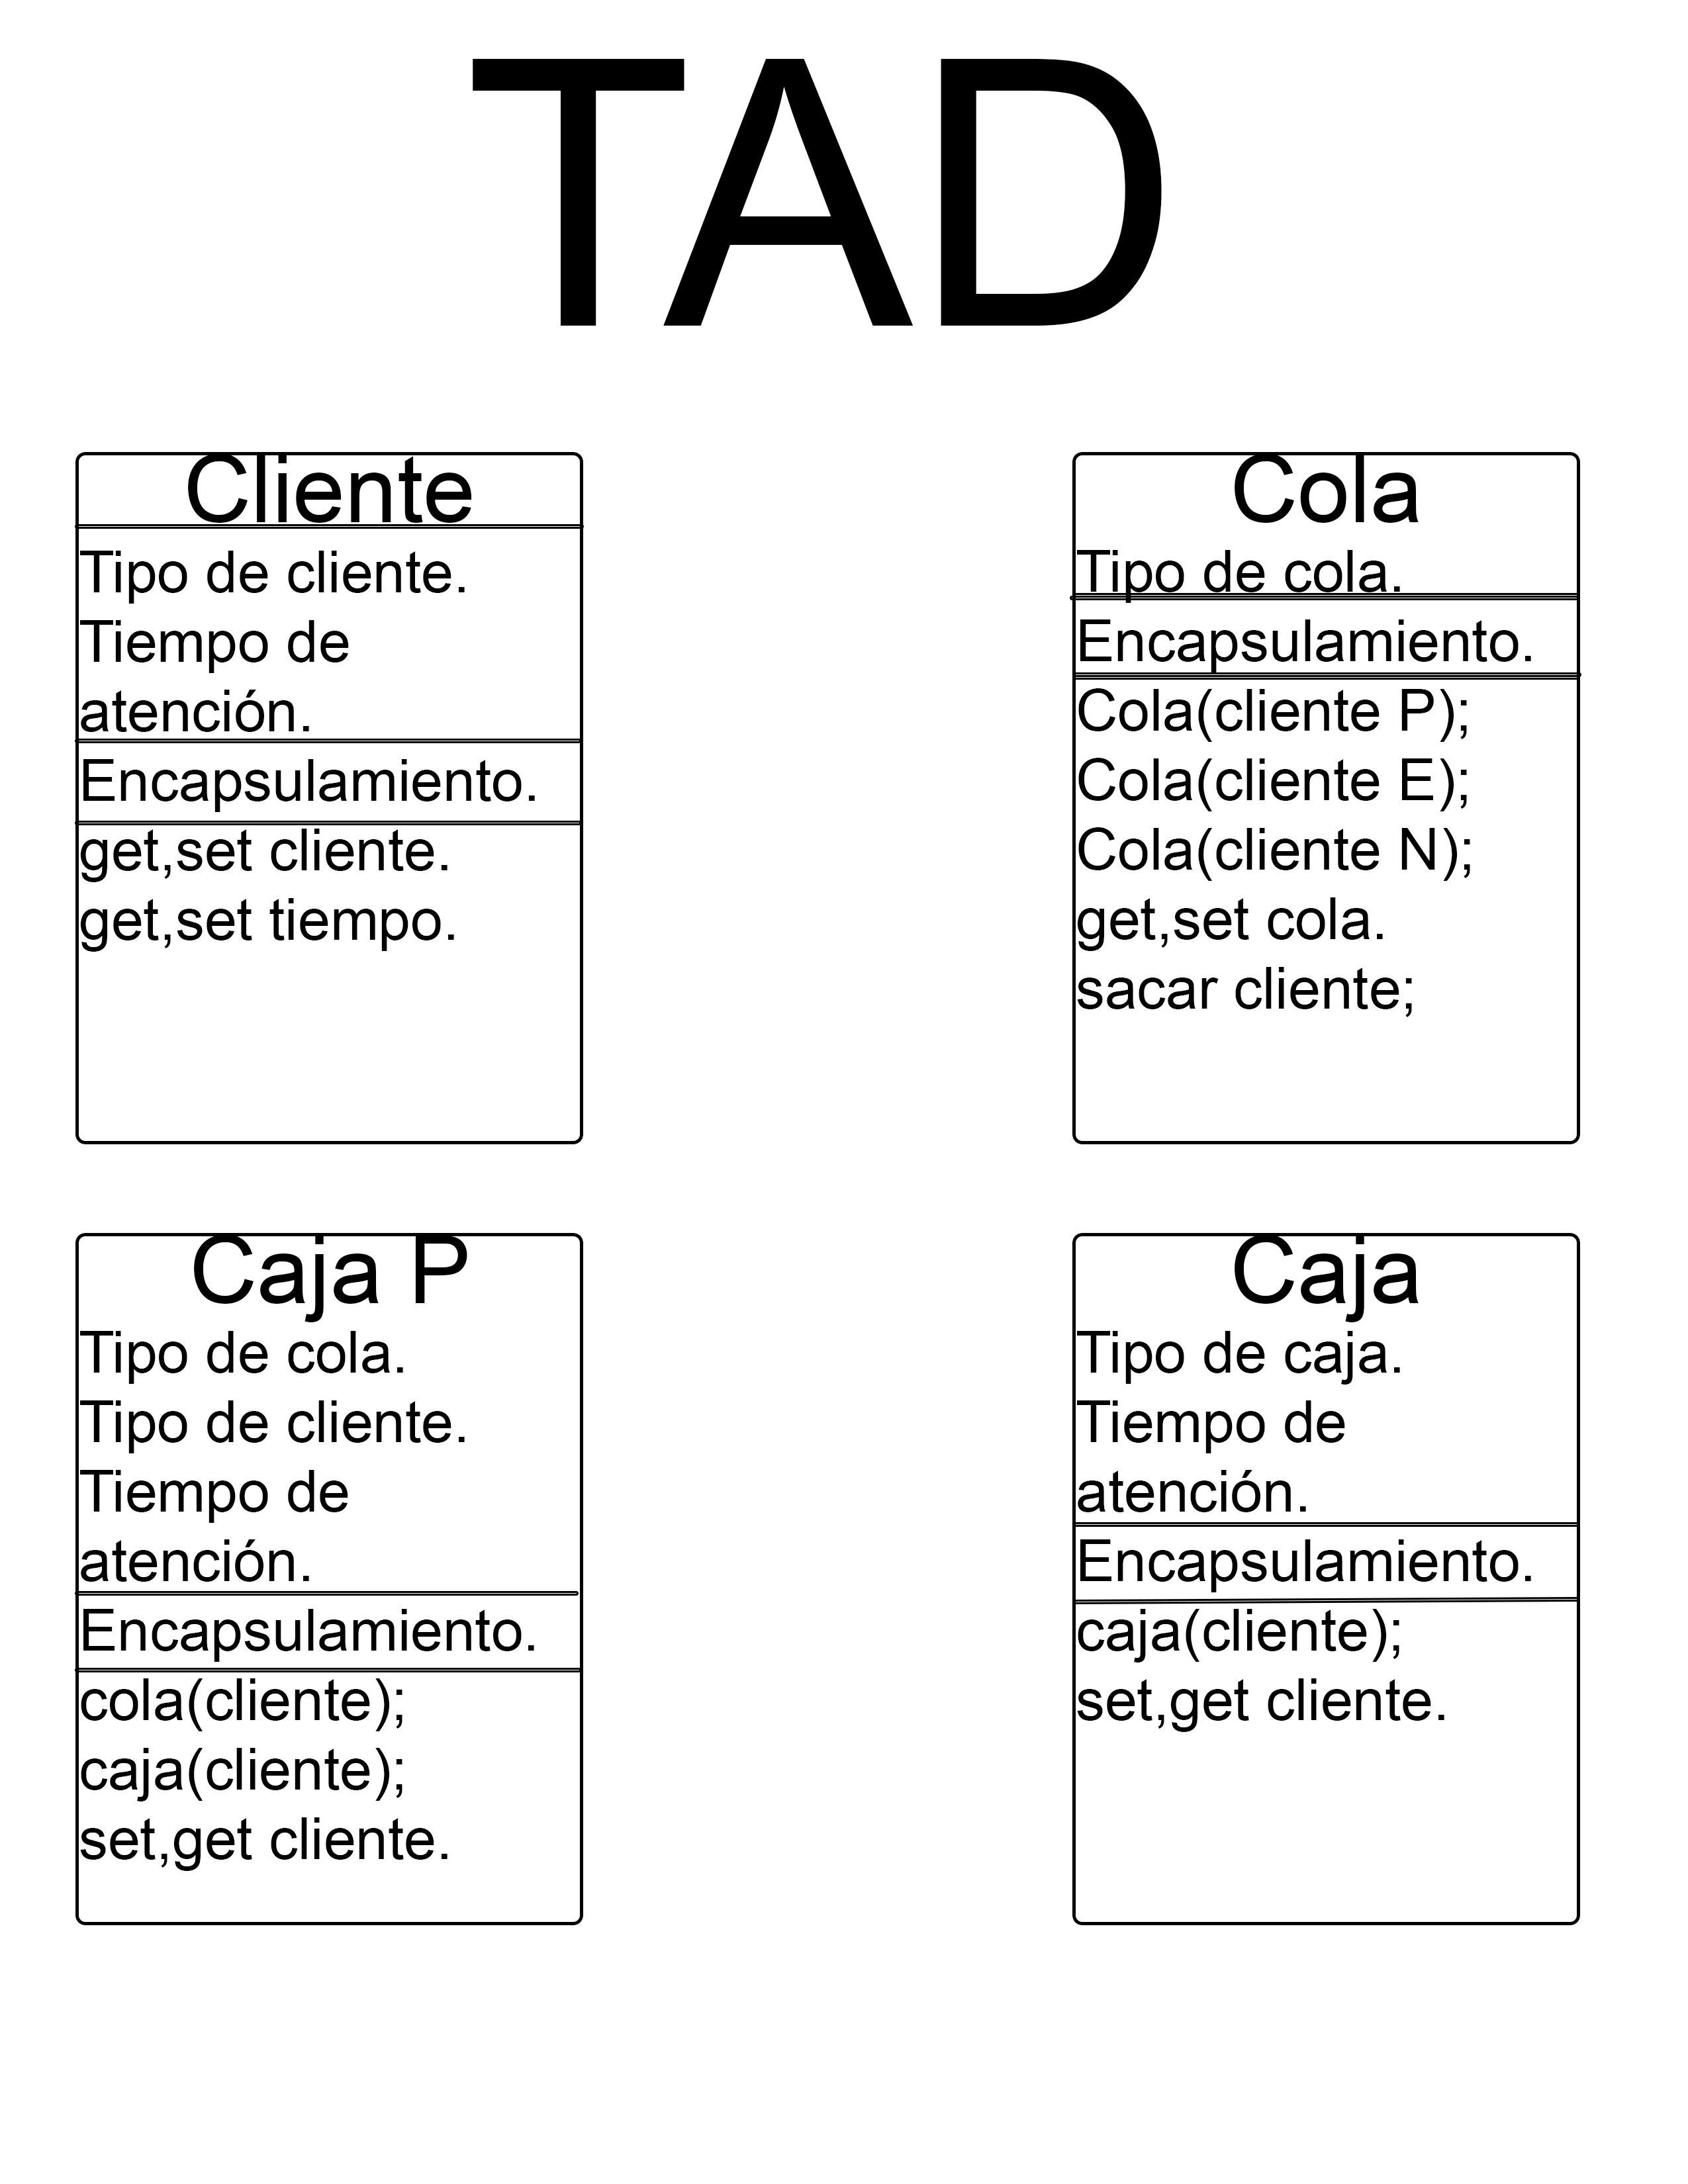 TAD
Cliente
Tipo de cliente.
Tiempo de
atención.
Encapsulamiento.
get,set cliente.
get,set tiempo.
Cola
Tipo de cola.
Encapsulamiento.
Cola(cliente P);
Cola(cliente E);
Cola(cliente N);
get,set cola.
sacar cliente;
Caja P
Tipo de cola.
Tipo de cliente.
Tiempo de
atención.
Encapsulamiento.
cola(cliente);
caja(cliente);
set,get cliente.
Caja
Tipo de caja.
Tiempo de
atención.
Encapsulamiento.
caja(cliente);
set,get cliente.